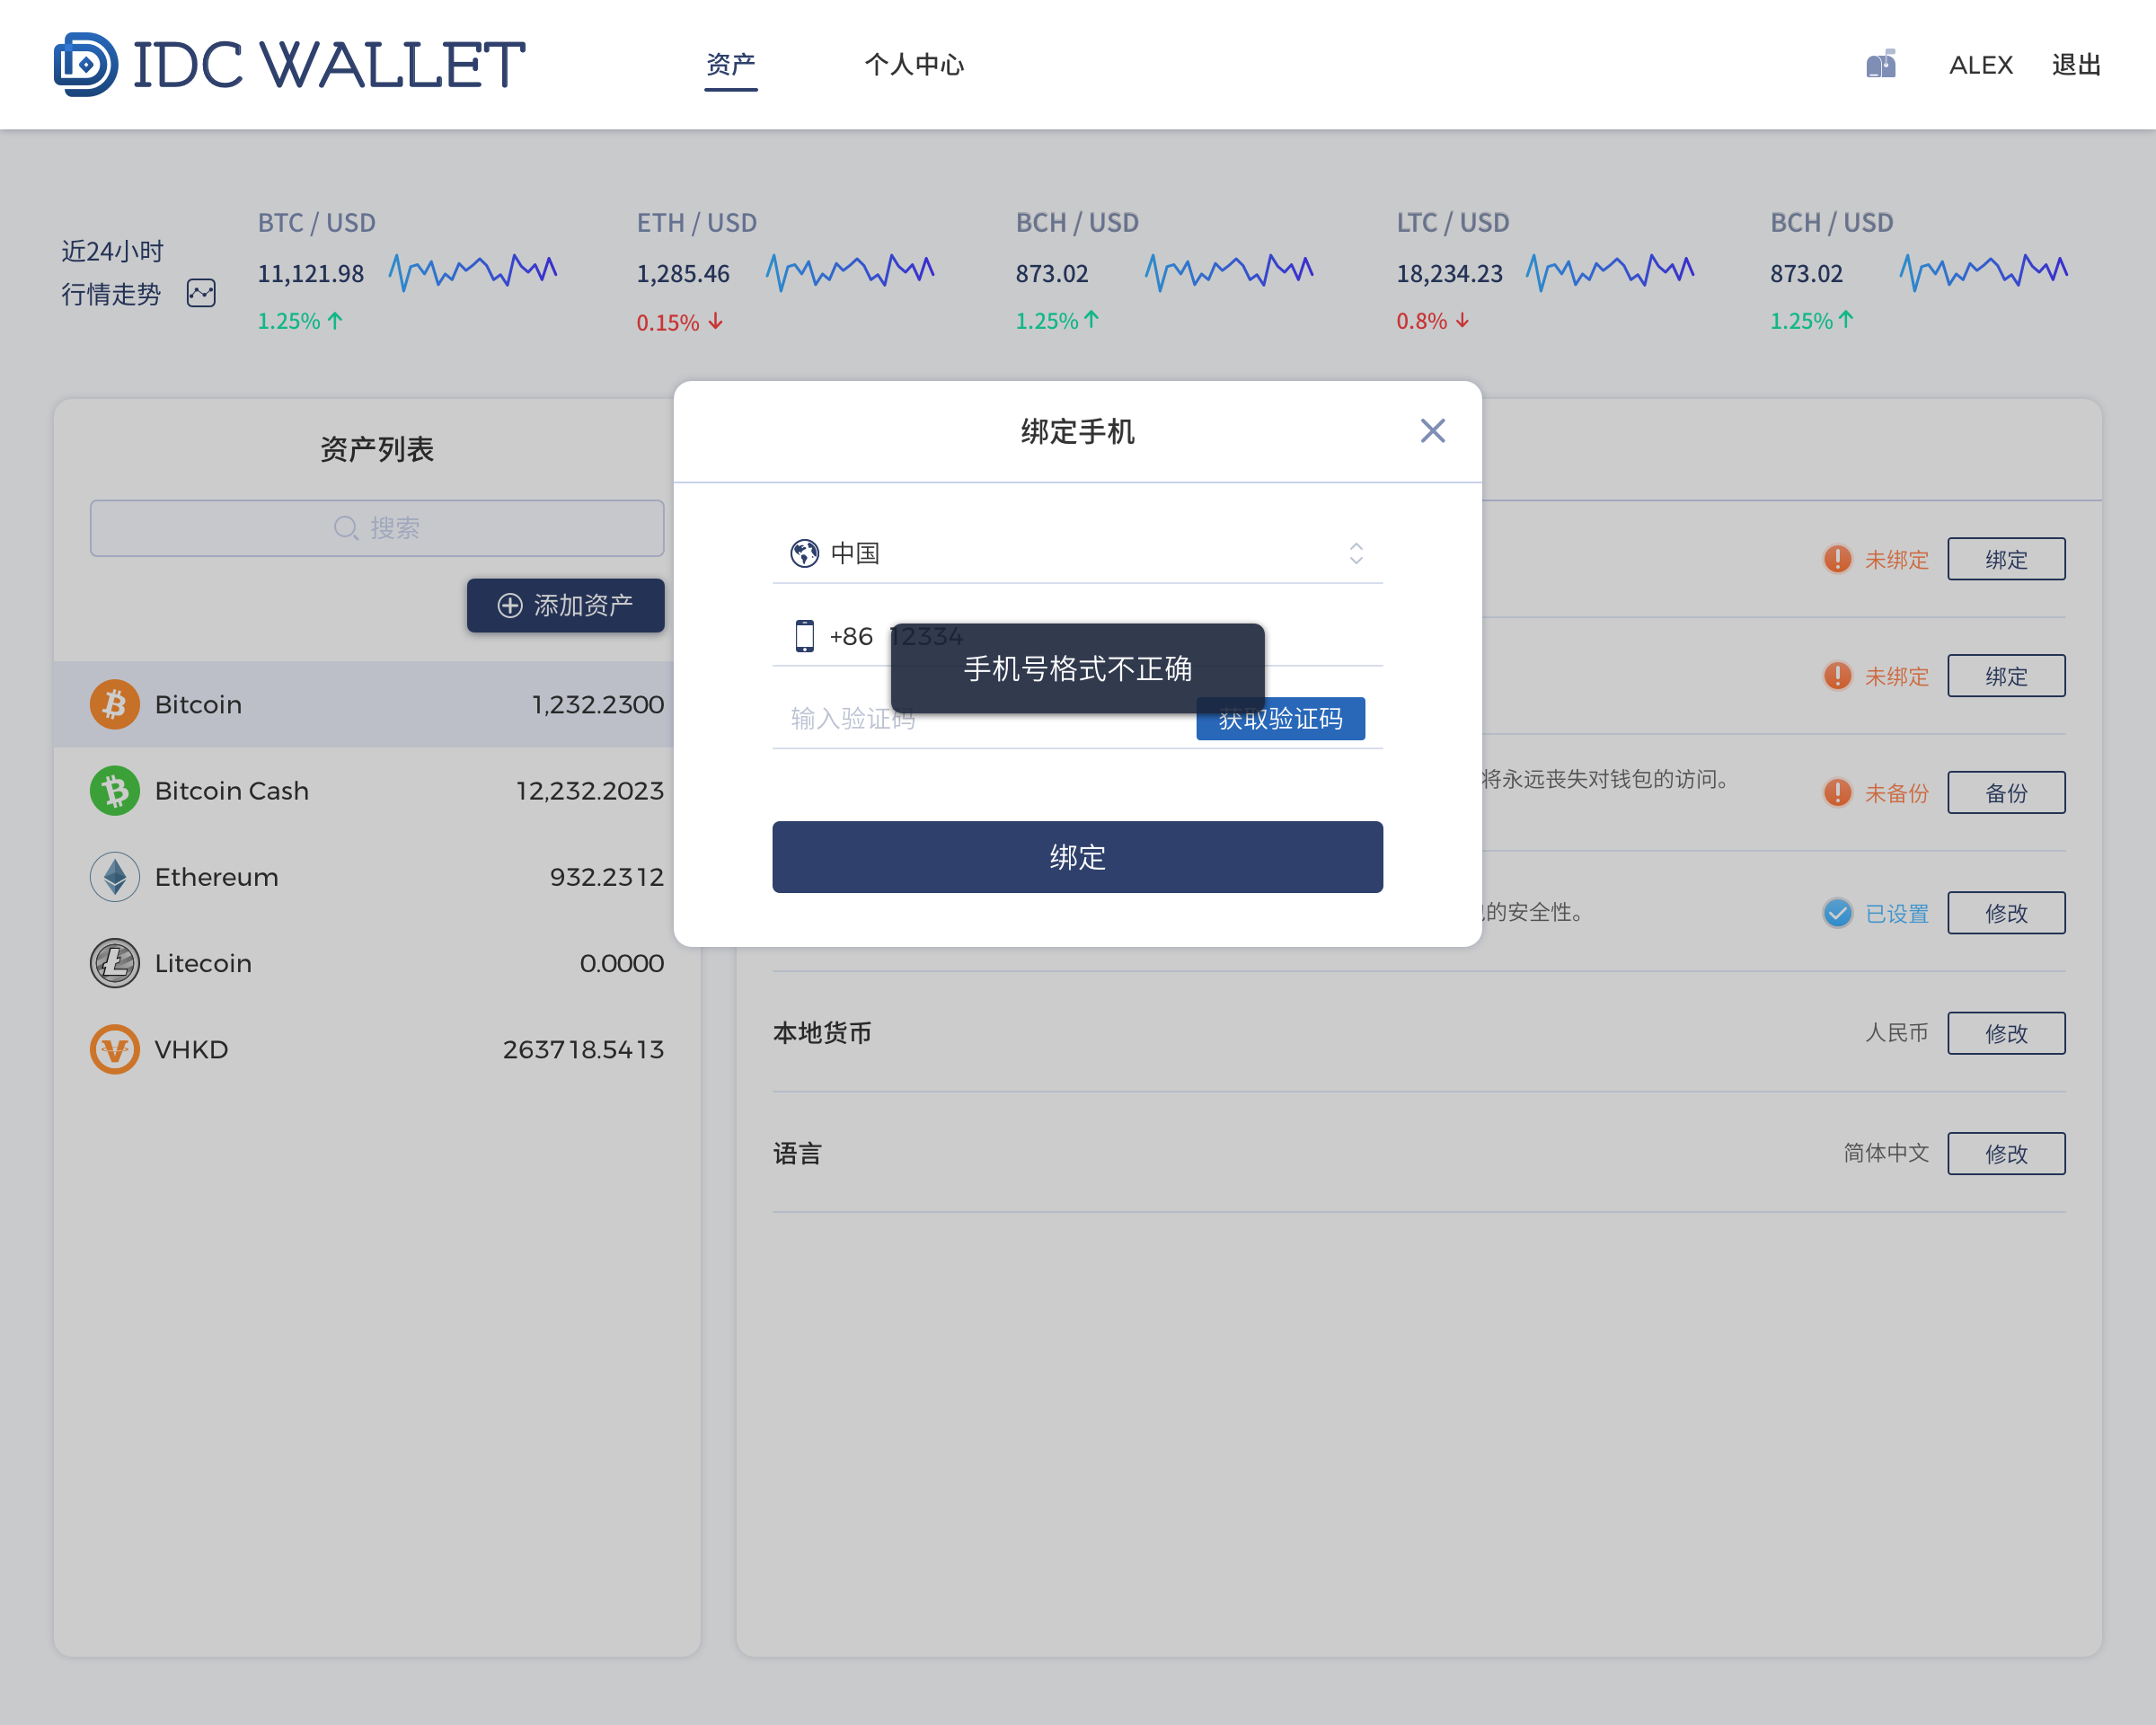 IDC WALLET
资产
个人中心
ALEX
退出
近24小时
行情走势
BTC / USD
11,121.98
1.25%
ETH / USD
1,285.46
0.15%
BCH / USD
873.02
1.25%
LTC / USD
18,234.23
0.8%
BCH / USD
873.02
1.25%
资产列表
搜索
添加资产
Bitcoin
1,232.2300
Bitcoin Cash
12,232.2023
Ethereum
932.2312
Litecoin
0.0000
VHKD
263718.5413
绑定手机
中国
+86 12334
手机号格式不正确
输入验证码
获取验证码
绑定
未绑定
绑定
未绑定
绑定
将永远丧失对钱包的访问。
未备份
备份
的安全性。
已设置
修改
本地货币
人民币
修改
语言
简体中文
修改